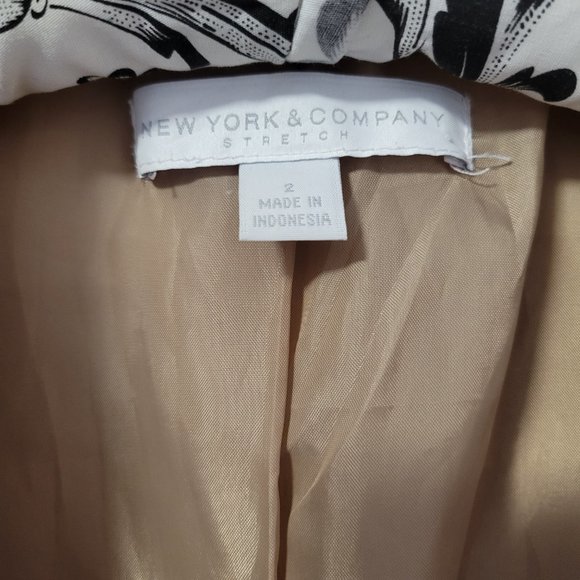 NEW YORK & COMPANY
STRETCH
2
MADE IN
INDONESIA